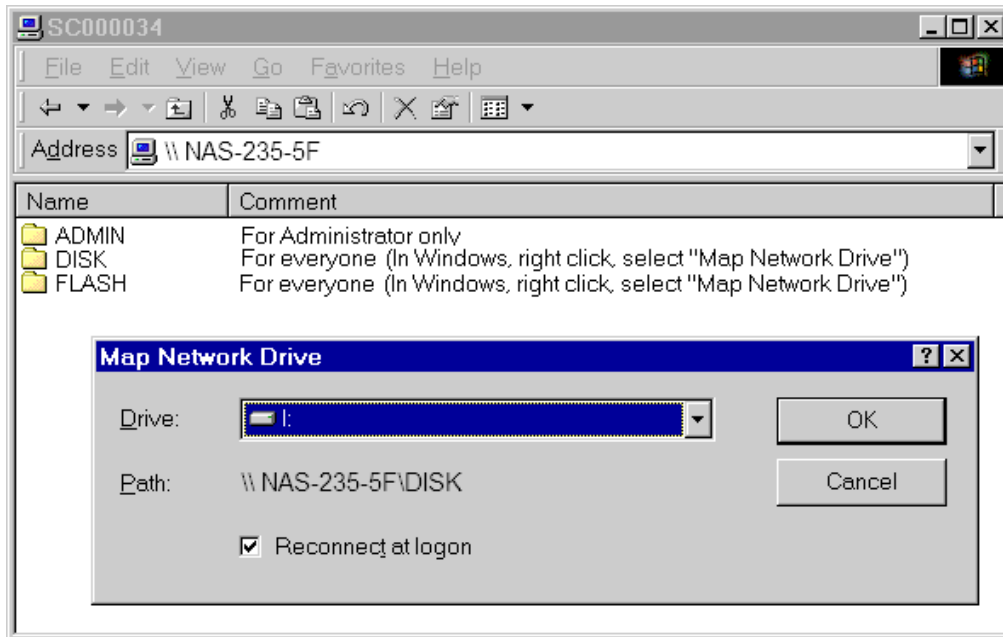 SC000034
File Edit View Go Favorites Help
Address \\ NAS-235-5F
Name Comment
ADMIN For Administrator only
DISK For everyone (In Windows, right click, select "Map Network Drive")
FLASH For everyone (In Windows, right click, select "Map Network Drive")
Map Network Drive
Drive: I: OK
Path: \\ NAS-235-5F\DISK Cancel
Reconnect at logon